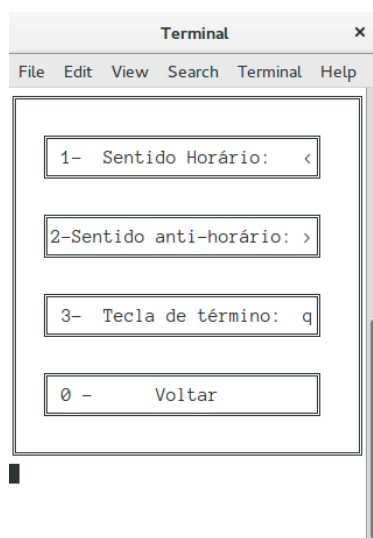 Terminal ×
File Edit View Search Terminal Help
1- Sentido Horário: <
2-Sentido anti-horário: >
3- Tecla de término: q
0 - Voltar